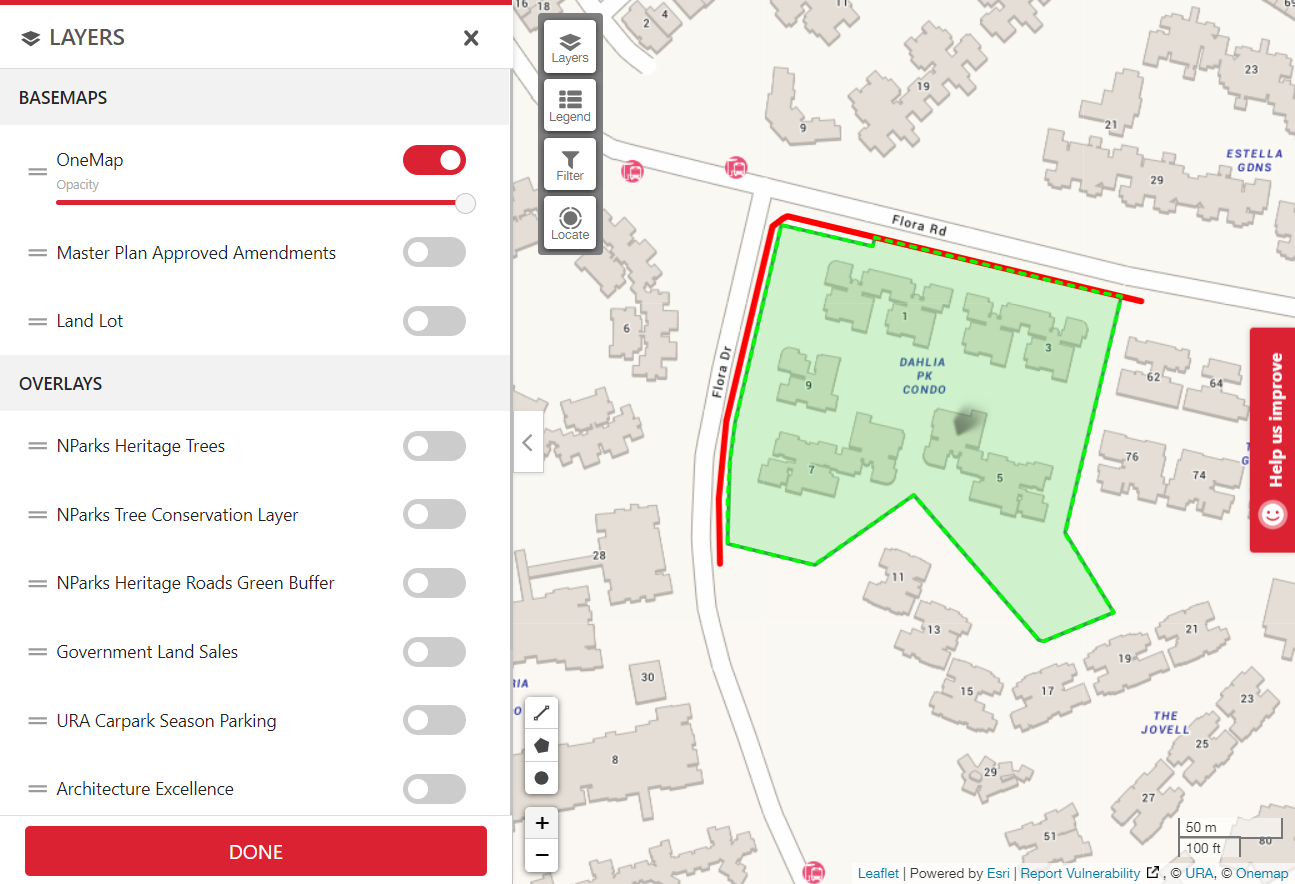 LAYERS
BASEMAPS
OneMap
Opacity
Master Plan Approved Amendments
Land Lot
OVERLAYS
NParks Heritage Trees
NParks Tree Conservation Layer
NParks Heritage Roads Green Buffer
Government Land Sales
URA Carpark Season Parking
Architecture Excellence
DONE
Layers
Legend
Filter
Locate
16
18
2
4
11
19
9
23
21
29
ESTELLA
GDNS
Flora Rd
Flora Dr
6
1
3
9
DAHLIA
PK
CONDO
7
5
62
64
76
74
Help us improve
28
11
13
15
17
19
21
23
25
27
29
THE
JOVELL
30
8
51
80
+
−
50 m
100 ft
Leaflet | Powered by Esri | Report Vulnerability , © URA, © Onemap